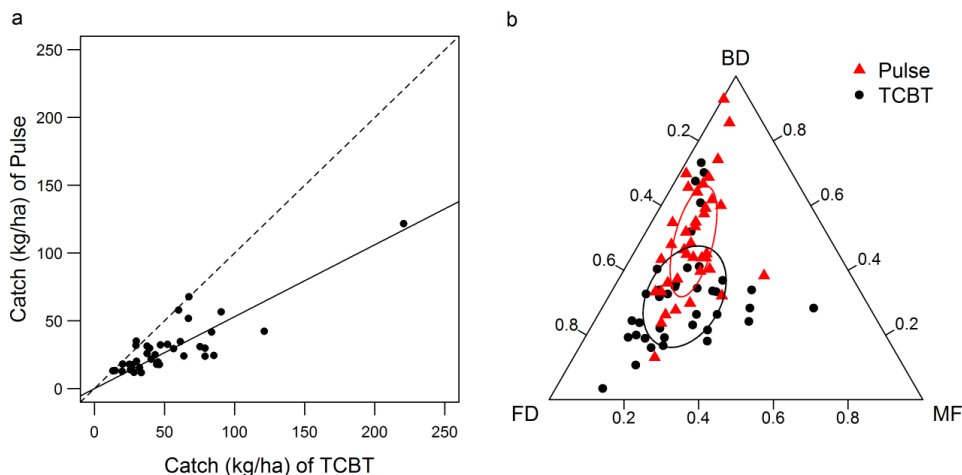 a
250
200
150
100
50
0
Catch (kg/ha) of Pulse
0 50 100 150 200 250
Catch (kg/ha) of TCBT
b
BD
Pulse
TCBT
0.2 0.8
0.4 0.6
0.6 0.4
0.8 0.2
FD MF
0.2 0.4 0.6 0.8